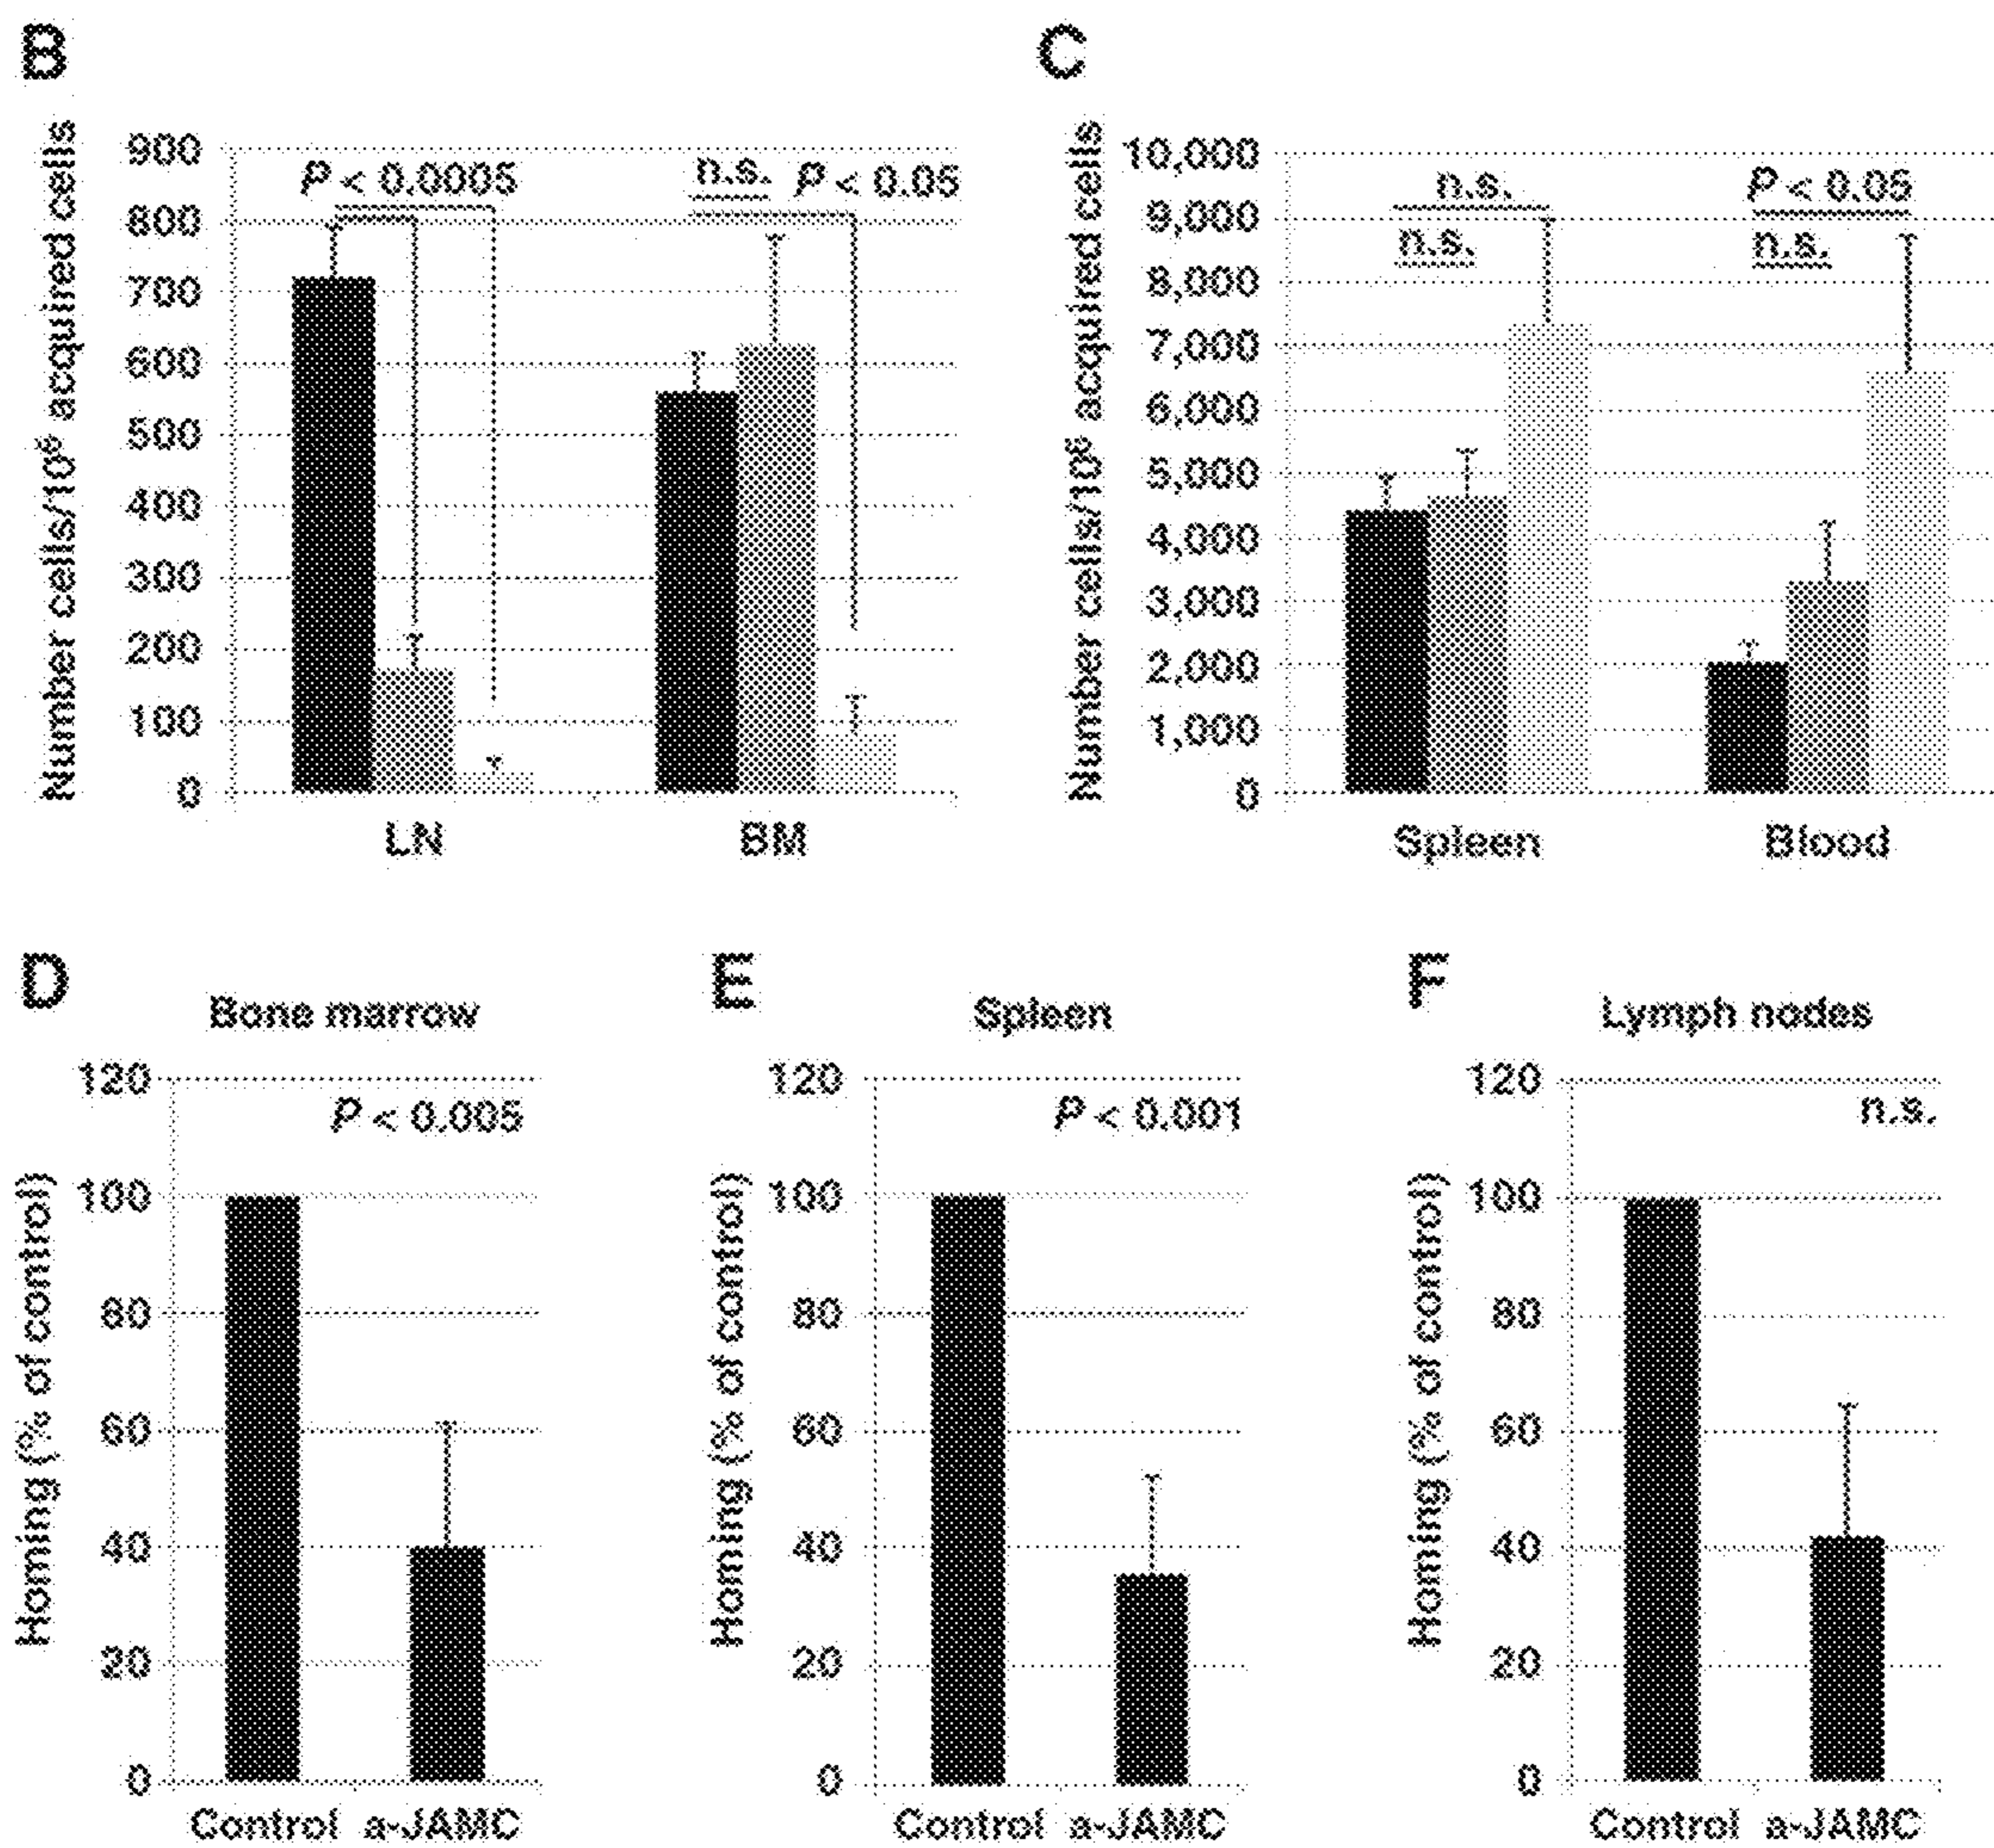 B
Number cells/10⁶ acquired cells
900
800
700
600
500
400
300
200
100
0
P < 0.0005
n.s.
P < 0.05
LN
BM
C
Number cells/10⁶ acquired cells
10,000
9,000
8,000
7,000
6,000
5,000
4,000
3,000
2,000
1,000
0
n.s.
n.s.
P < 0.05
n.s.
Spleen
Blood
D
Bone marrow
Homing (% of control)
120
100
80
60
40
20
0
P < 0.005
Control a-JAMC
E
Spleen
Homing (% of control)
120
100
80
60
40
20
0
P < 0.001
Control a-JAMC
F
Lymph nodes
Homing (% of control)
120
100
80
60
40
20
0
n.s.
Control a-JAMC